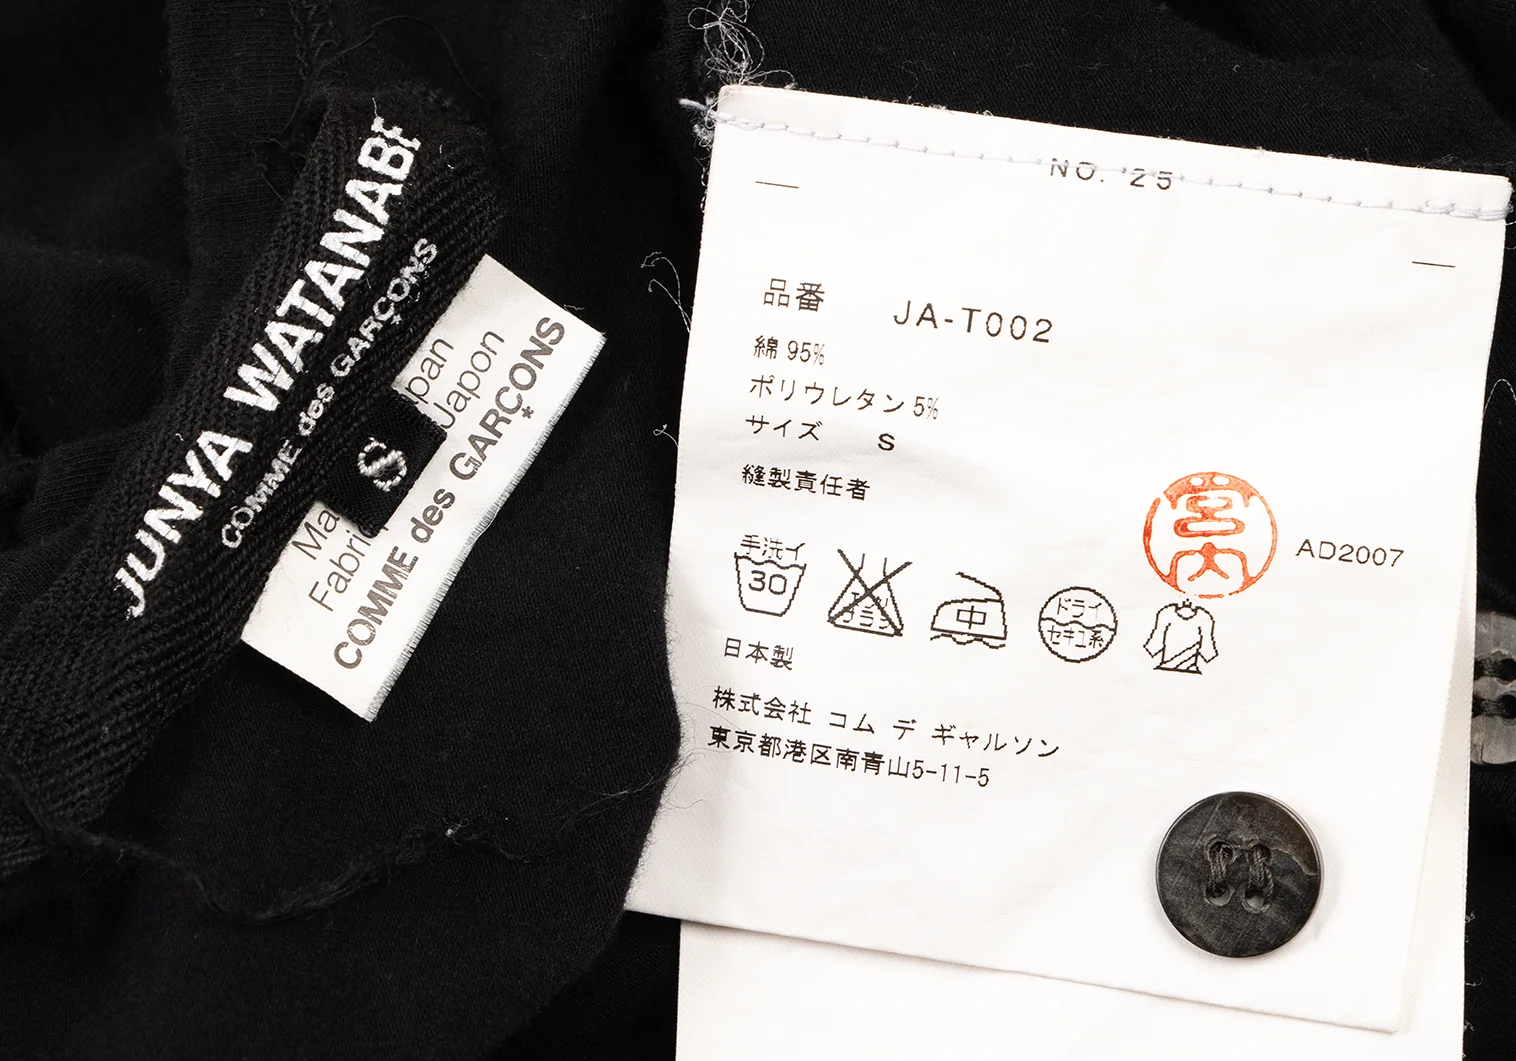 JUNYA WATANABE
COMME des GARÇONS
S
COMME des GARÇONS
NO. 25
品番 JA-T002
綿 95%
ポリウレタン 5%
サイズ S
縫製責任者
AD2007
手洗イ
30
中
ドライ
セキユ系
日本製
株式会社 コム デ ギャルソン
東京都港区南青山5-11-5